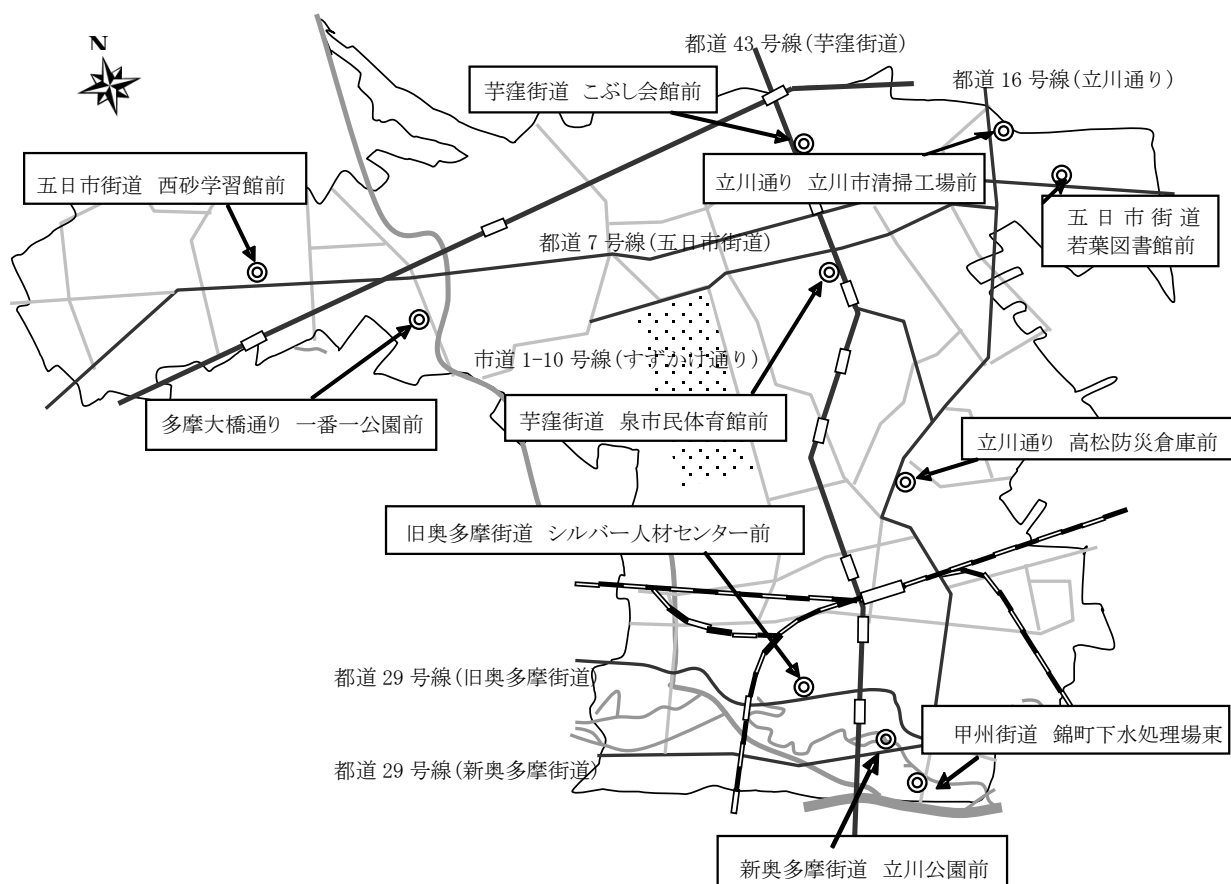 N
都道 43 号線(芋窪街道)
都道 16 号線(立川通り)
芋窪街道 こぶし会館前
五日市街道 西砂学習館前
立川通り 立川市清掃工場前
五日市街道
若葉図書館前
都道 7 号線(五日市街道)
市道 1-10 号線(すずかけ通り)
多摩大橋通り 一番一公園前
芋窪街道 泉市民体育館前
立川通り 高松防災倉庫前
旧奥多摩街道 シルバー人材センター前
都道 29 号線(旧奥多摩街道)
甲州街道 錦町下水処理場東
都道 29 号線(新奥多摩街道)
新奥多摩街道 立川公園前